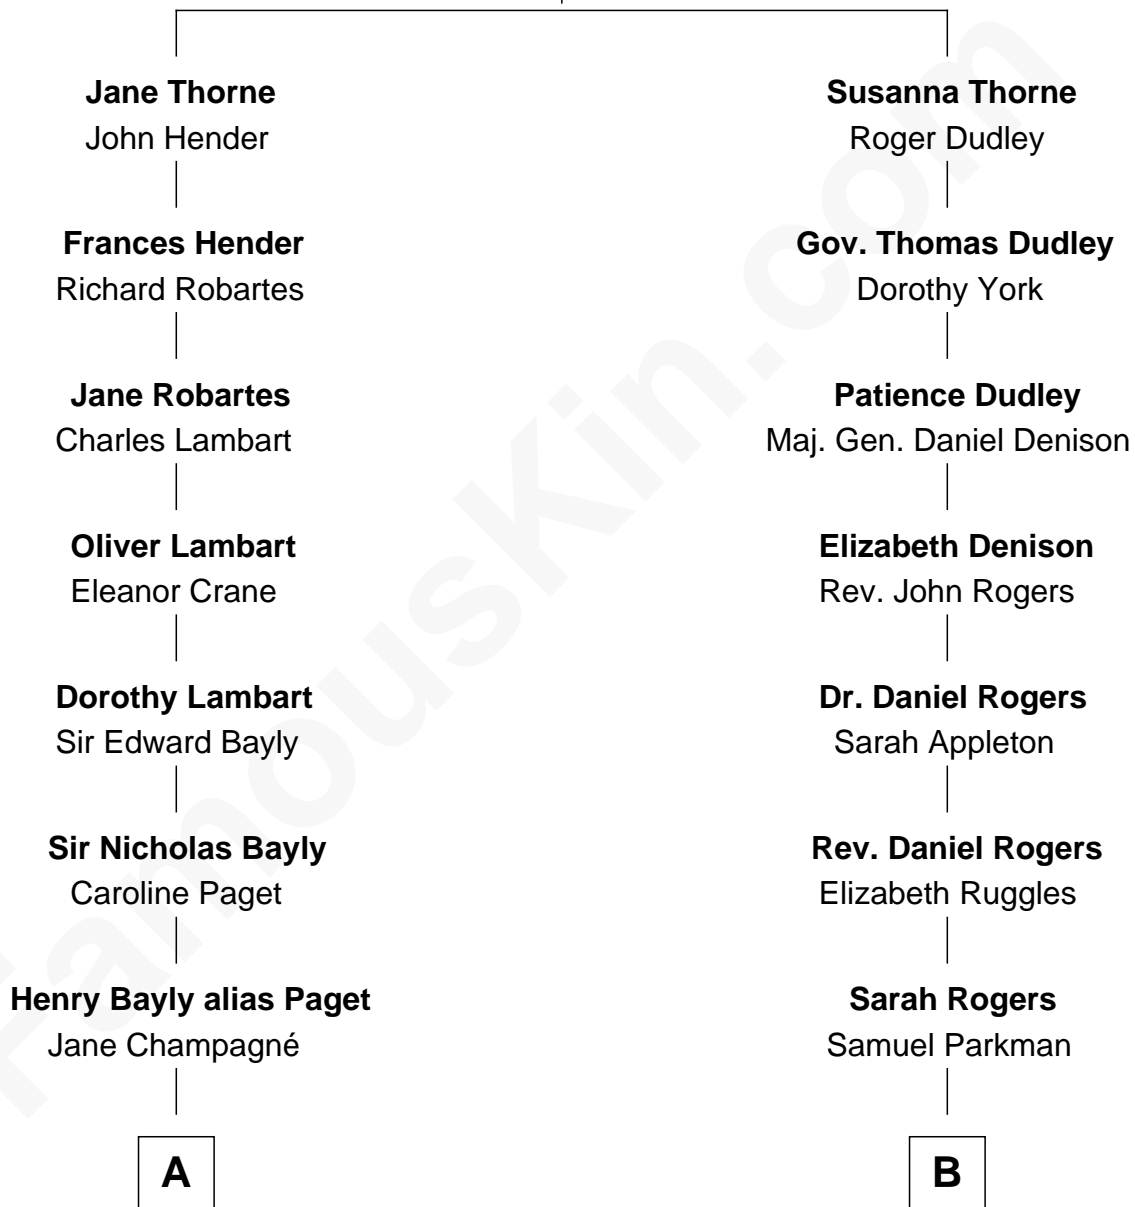 Jane Thorne
John Hender
Frances Hender
Richard Robartes
Jane Robartes
Charles Lambart
Oliver Lambart
Eleanor Crane
Dorothy Lambart
Sir Edward Bayly
Sir Nicholas Bayly
Caroline Paget
Henry Bayly alias Paget
Jane Champagné
A
Susanna Thorne
Roger Dudley
Gov. Thomas Dudley
Dorothy York
Patience Dudley
Maj. Gen. Daniel Denison
Elizabeth Denison
Rev. John Rogers
Dr. Daniel Rogers
Sarah Appleton
Rev. Daniel Rogers
Elizabeth Ruggles
Sarah Rogers
Samuel Parkman
B
FamousKin.com